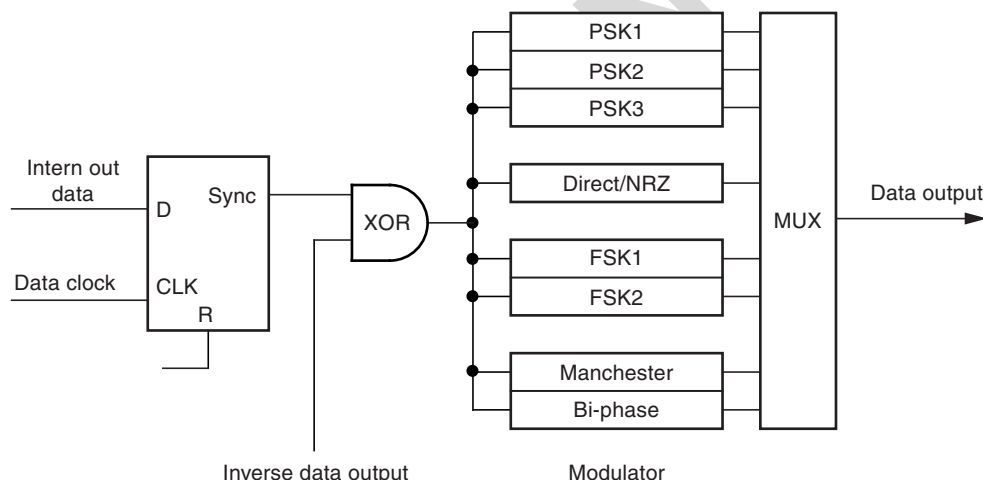 PSK1
PSK2
PSK3
Intern out
data
Sync
D
XOR
Direct/NRZ
MUX
Data output
Data clock
CLK
R
FSK1
FSK2
Manchester
Bi-phase
Inverse data output
Modulator